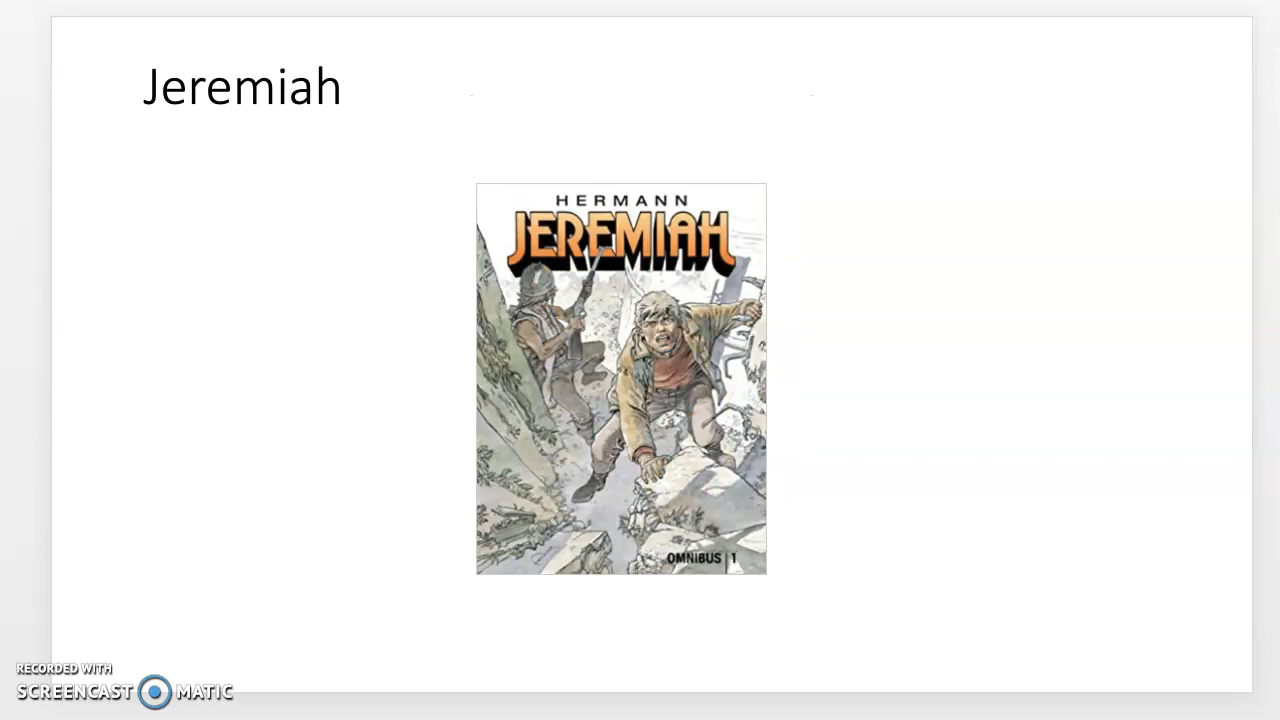 Jeremiah
HERMANN
JEREMIAH
OMNIBUS | 1
RECORDED WITH
SCREENCAST MATIC